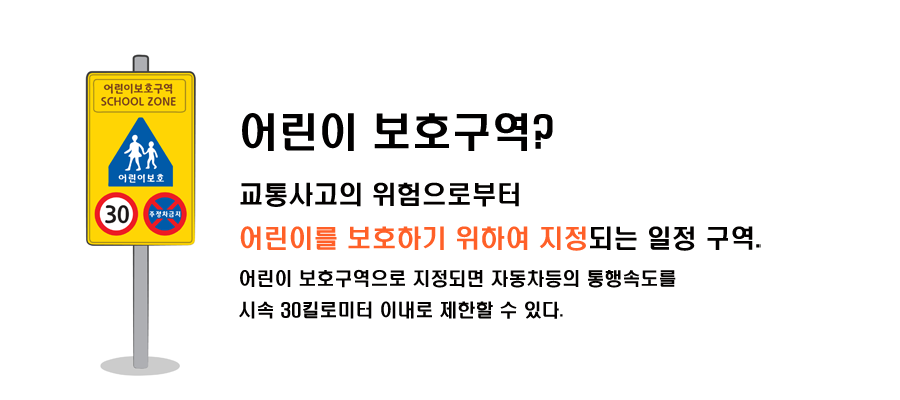 어린이보호구역
SCHOOL ZONE
어린이보호
30
주정차금지
어린이 보호구역?
교통사고의 위험으로부터
어린이를 보호하기 위하여 지정되는 일정 구역.
어린이 보호구역으로 지정되면 자동차등의 통행속도를
시속 30킬로미터 이내로 제한할 수 있다.